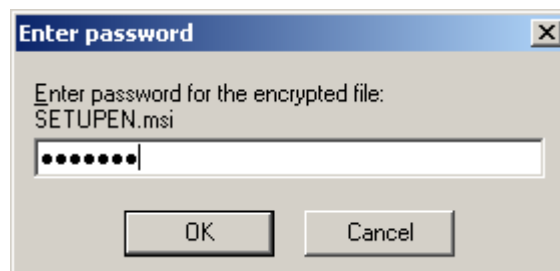 Enter password
Enter password for the encrypted file:
SETUPEN.msi
•••••••
OK
Cancel